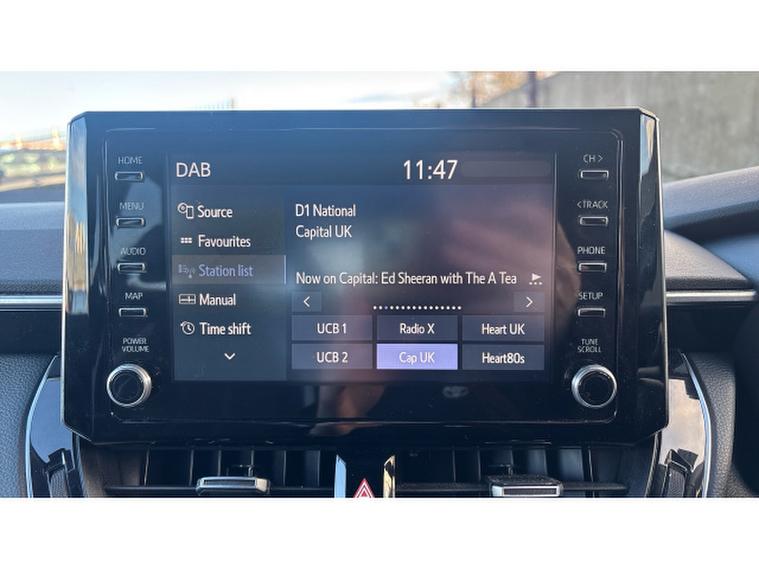 HOME
MENU
AUDIO
MAP
POWER
VOLUME
DAB
11:47
Source
Favourites
Station list
Manual
Time shift
D1 National
Capital UK
Now on Capital: Ed Sheeran with The A Tea
UCB 1
Radio X
Heart UK
UCB 2
Cap UK
Heart80s
CH >
<TRACK
PHONE
SETUP
TUNE
SCROLL